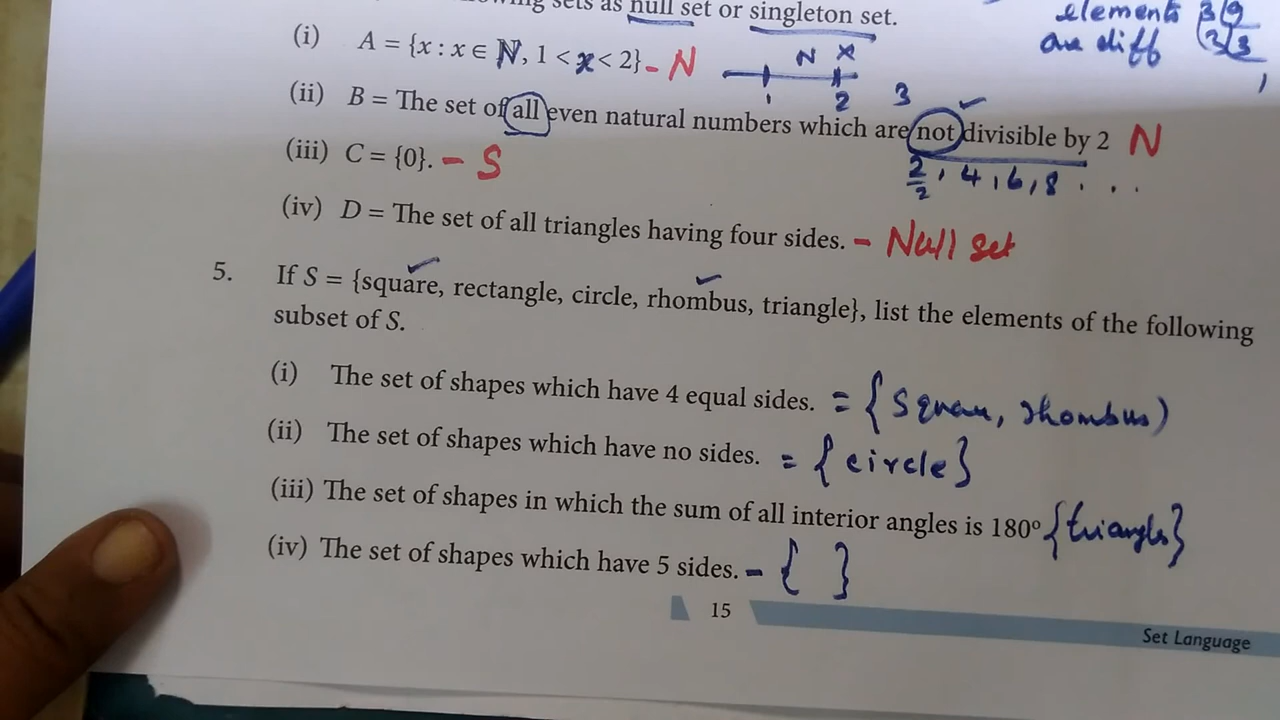 sets as null set or singleton set.
elements 3|9
are diff 3|3
(i) A = {x : x ∈ ℕ, 1 < x < 2} - N
N x
1 2 3
(ii) B = The set of all even natural numbers which are not divisible by 2 N
2/2, 4, 6, 8 . . .
(iii) C = {0}. - S
(iv) D = The set of all triangles having four sides. - Null set
5. If S = {square, rectangle, circle, rhombus, triangle}, list the elements of the following
subset of S.
(i) The set of shapes which have 4 equal sides. = {Square, rhombus)
(ii) The set of shapes which have no sides. = {circle}
(iii) The set of shapes in which the sum of all interior angles is 180° {triangle}
(iv) The set of shapes which have 5 sides. - { }
15
Set Language